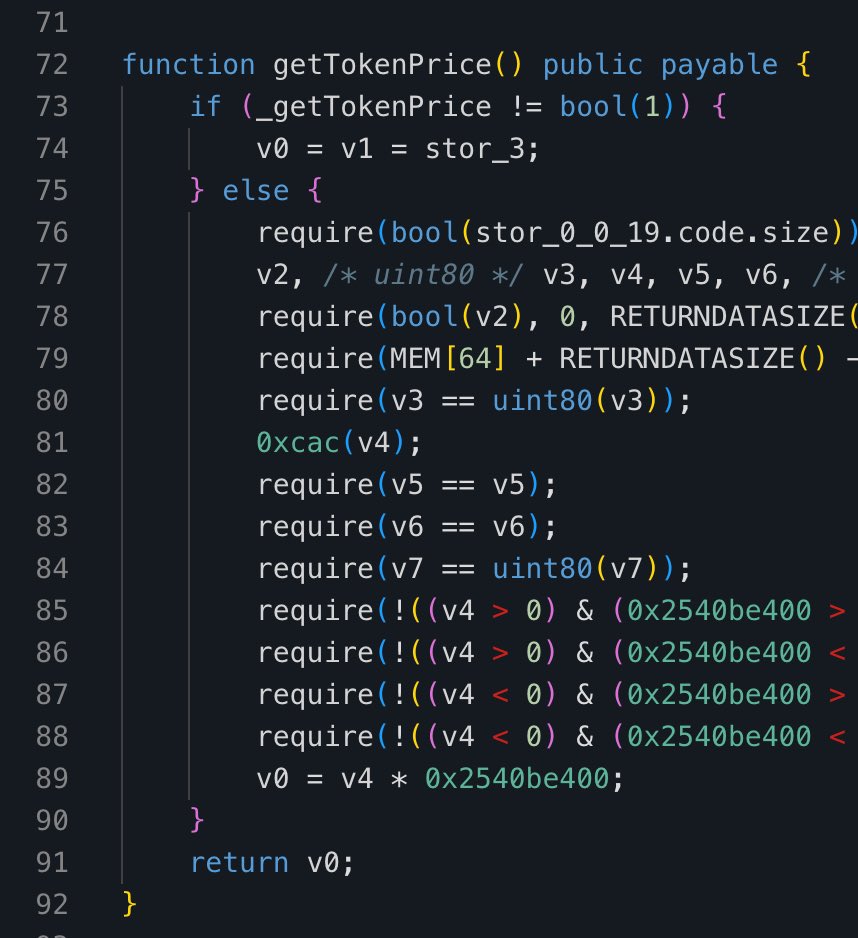 71
72 function getTokenPrice() public payable {
73 if (_getTokenPrice != bool(1)) {
74 v0 = v1 = stor_3;
75 } else {
76 require(bool(stor_0_0_19.code.size))
77 v2, /* uint80 */ v3, v4, v5, v6, /*
78 require(bool(v2), 0, RETURNDATASIZE(
79 require(MEM[64] + RETURNDATASIZE() -
80 require(v3 == uint80(v3));
81 0xcac(v4);
82 require(v5 == v5);
83 require(v6 == v6);
84 require(v7 == uint80(v7));
85 require(!((v4 > 0) & (0x2540be400 >
86 require(!((v4 > 0) & (0x2540be400 <
87 require(!((v4 < 0) & (0x2540be400 >
88 require(!((v4 < 0) & (0x2540be400 <
89 v0 = v4 * 0x2540be400;
90 }
91 return v0;
92 }